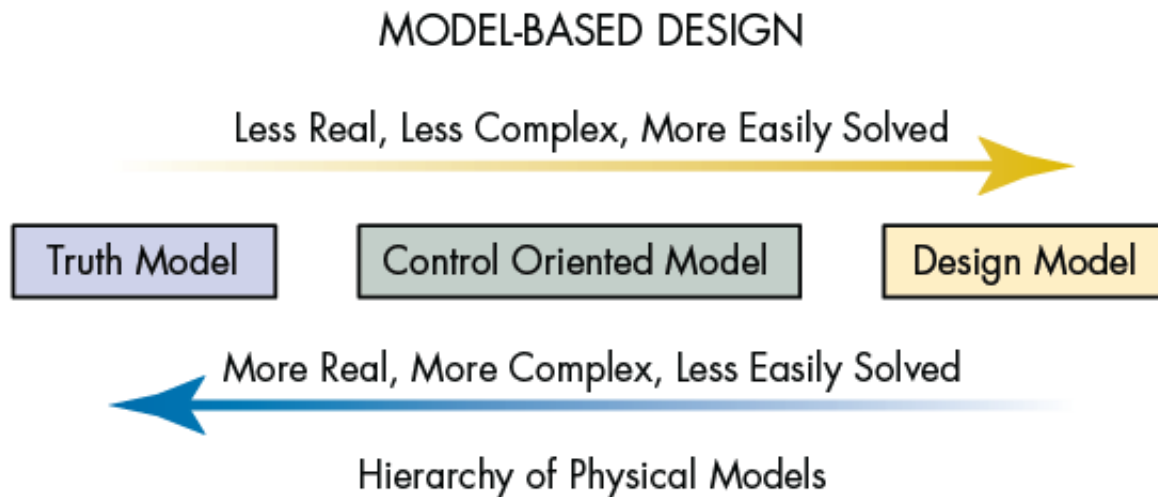 MODEL-BASED DESIGN
Less Real, Less Complex, More Easily Solved
Truth Model
Control Oriented Model
Design Model
More Real, More Complex, Less Easily Solved
Hierarchy of Physical Models